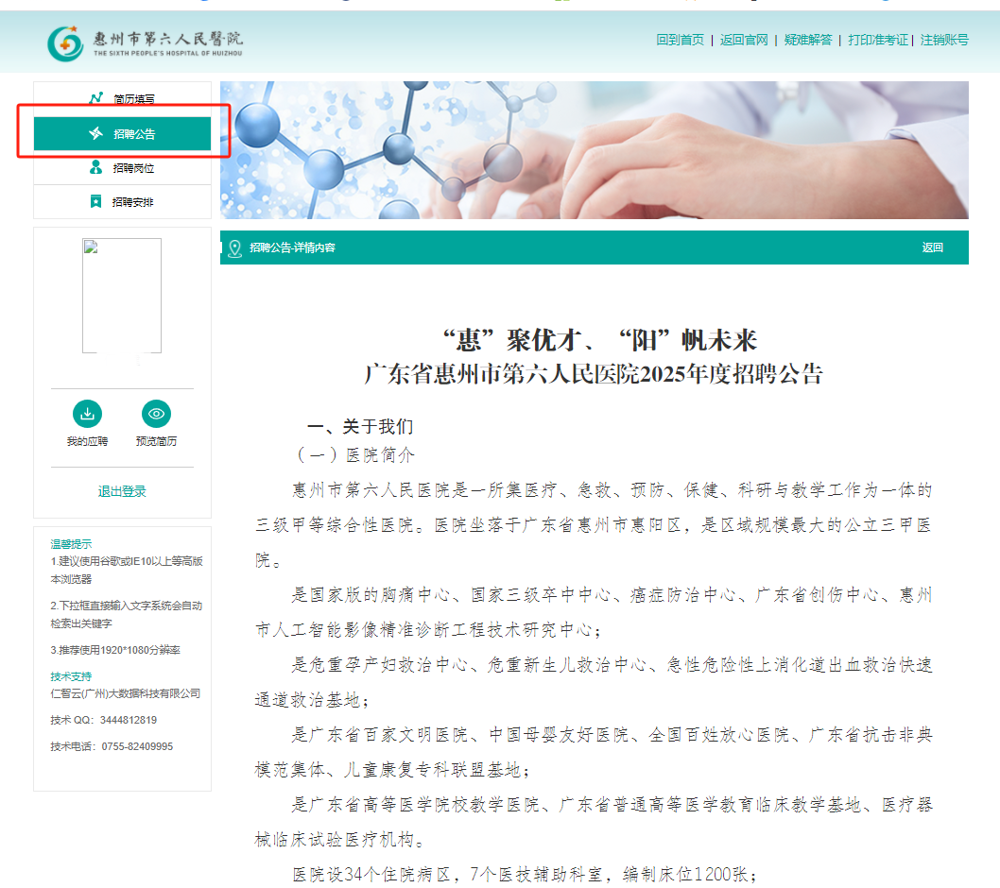 惠州市第六人民醫院
THE SIXTH PEOPLE'S HOSPITAL OF HUIZHOU
回到首页 | 返回官网 | 疑难解答 | 打印准考证 | 注销账号
简历填写
招聘公告
招聘岗位
招聘安排
招聘公告-详情内容
返回
我的应聘
预览简历
退出登录
温馨提示
1.建议使用谷歌或IE10以上等高版
本浏览器
2.下拉框直接输入文字系统会自动
检索出关键字
3.推荐使用1920*1080分辨率
技术支持
仁智云(广州)大数据科技有限公司
技术 QQ：3444812819
技术电话：0755-82409995
“惠”聚优才、“阳”帆未来
广东省惠州市第六人民医院2025年度招聘公告
一、关于我们
（一）医院简介
惠州市第六人民医院是一所集医疗、急救、预防、保健、科研与教学工作为一体的
三级甲等综合性医院。医院坐落于广东省惠州市惠阳区，是区域规模最大的公立三甲医
院。
是国家版的胸痛中心、国家三级卒中中心、癌症防治中心、广东省创伤中心、惠州
市人工智能影像精准诊断工程技术研究中心；
是危重孕产妇救治中心、危重新生儿救治中心、急性危险性上消化道出血救治快速
通道救治基地；
是广东省百家文明医院、中国母婴友好医院、全国百姓放心医院、广东省抗击非典
模范集体、儿童康复专科联盟基地；
是广东省高等医学院校教学医院、广东省普通高等医学教育临床教学基地、医疗器
械临床试验医疗机构。
医院设34个住院病区，7个医技辅助科室，编制床位1200张；